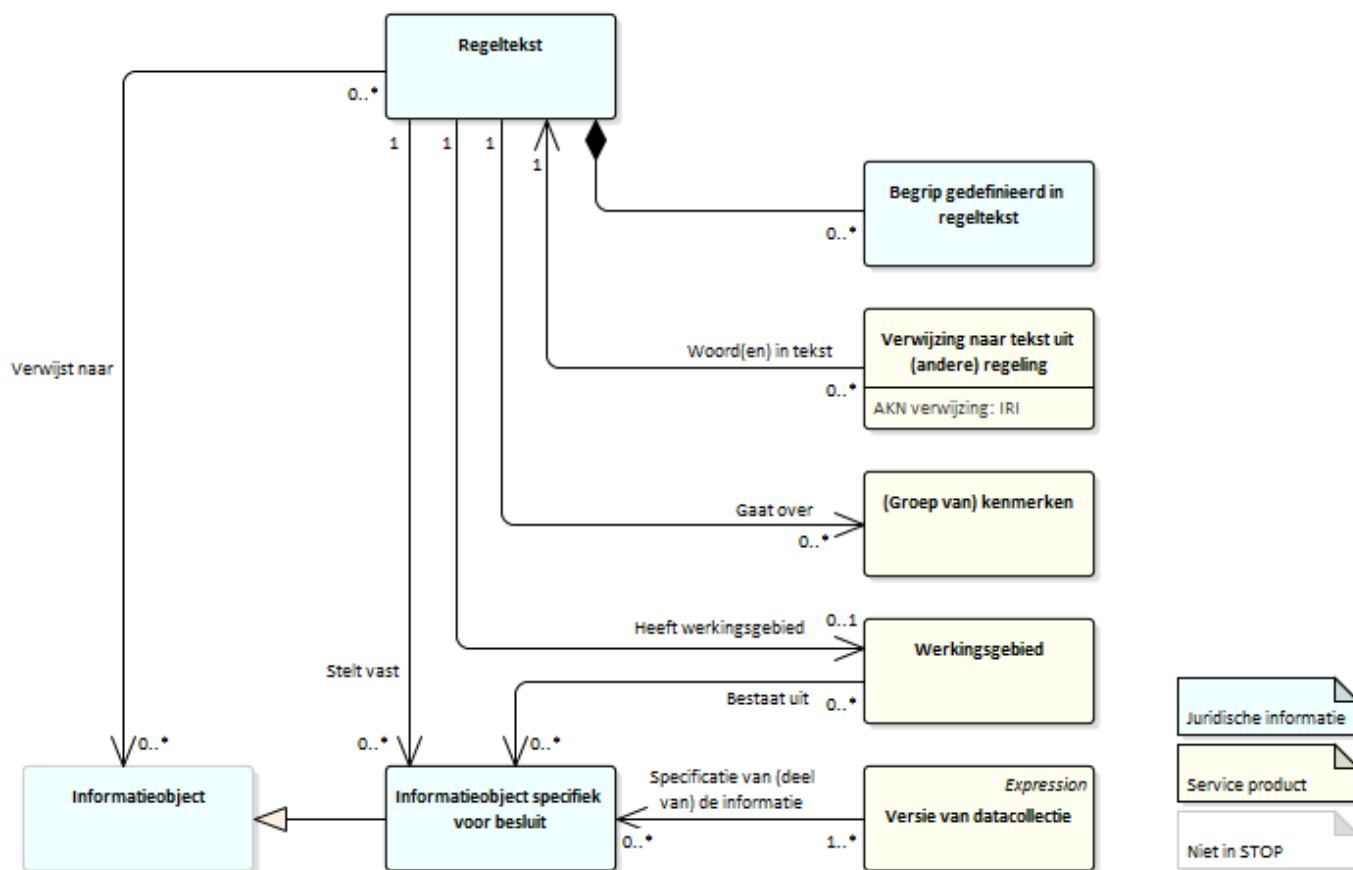 Regeltekst
0..*
1
1
1
1
Begrip gedefinieerd in
regeltekst
0..*
Verwijst naar
Woord(en) in tekst
Verwijzing naar tekst uit
(andere) regeling
0..*
AKN verwijzing: IRI
Gaat over
(Groep van) kenmerken
0..*
Heeft werkingsgebied
0..1
Werkingsgebied
Stelt vast
Bestaat uit
0..*
0..*
0..*
0..*
Informatieobject
Informatieobject specifiek
voor besluit
Specificatie van (deel
van) de informatie
0..*
1..*
Expression
Versie van datacollectie
Juridische informatie
Service product
Niet in STOP